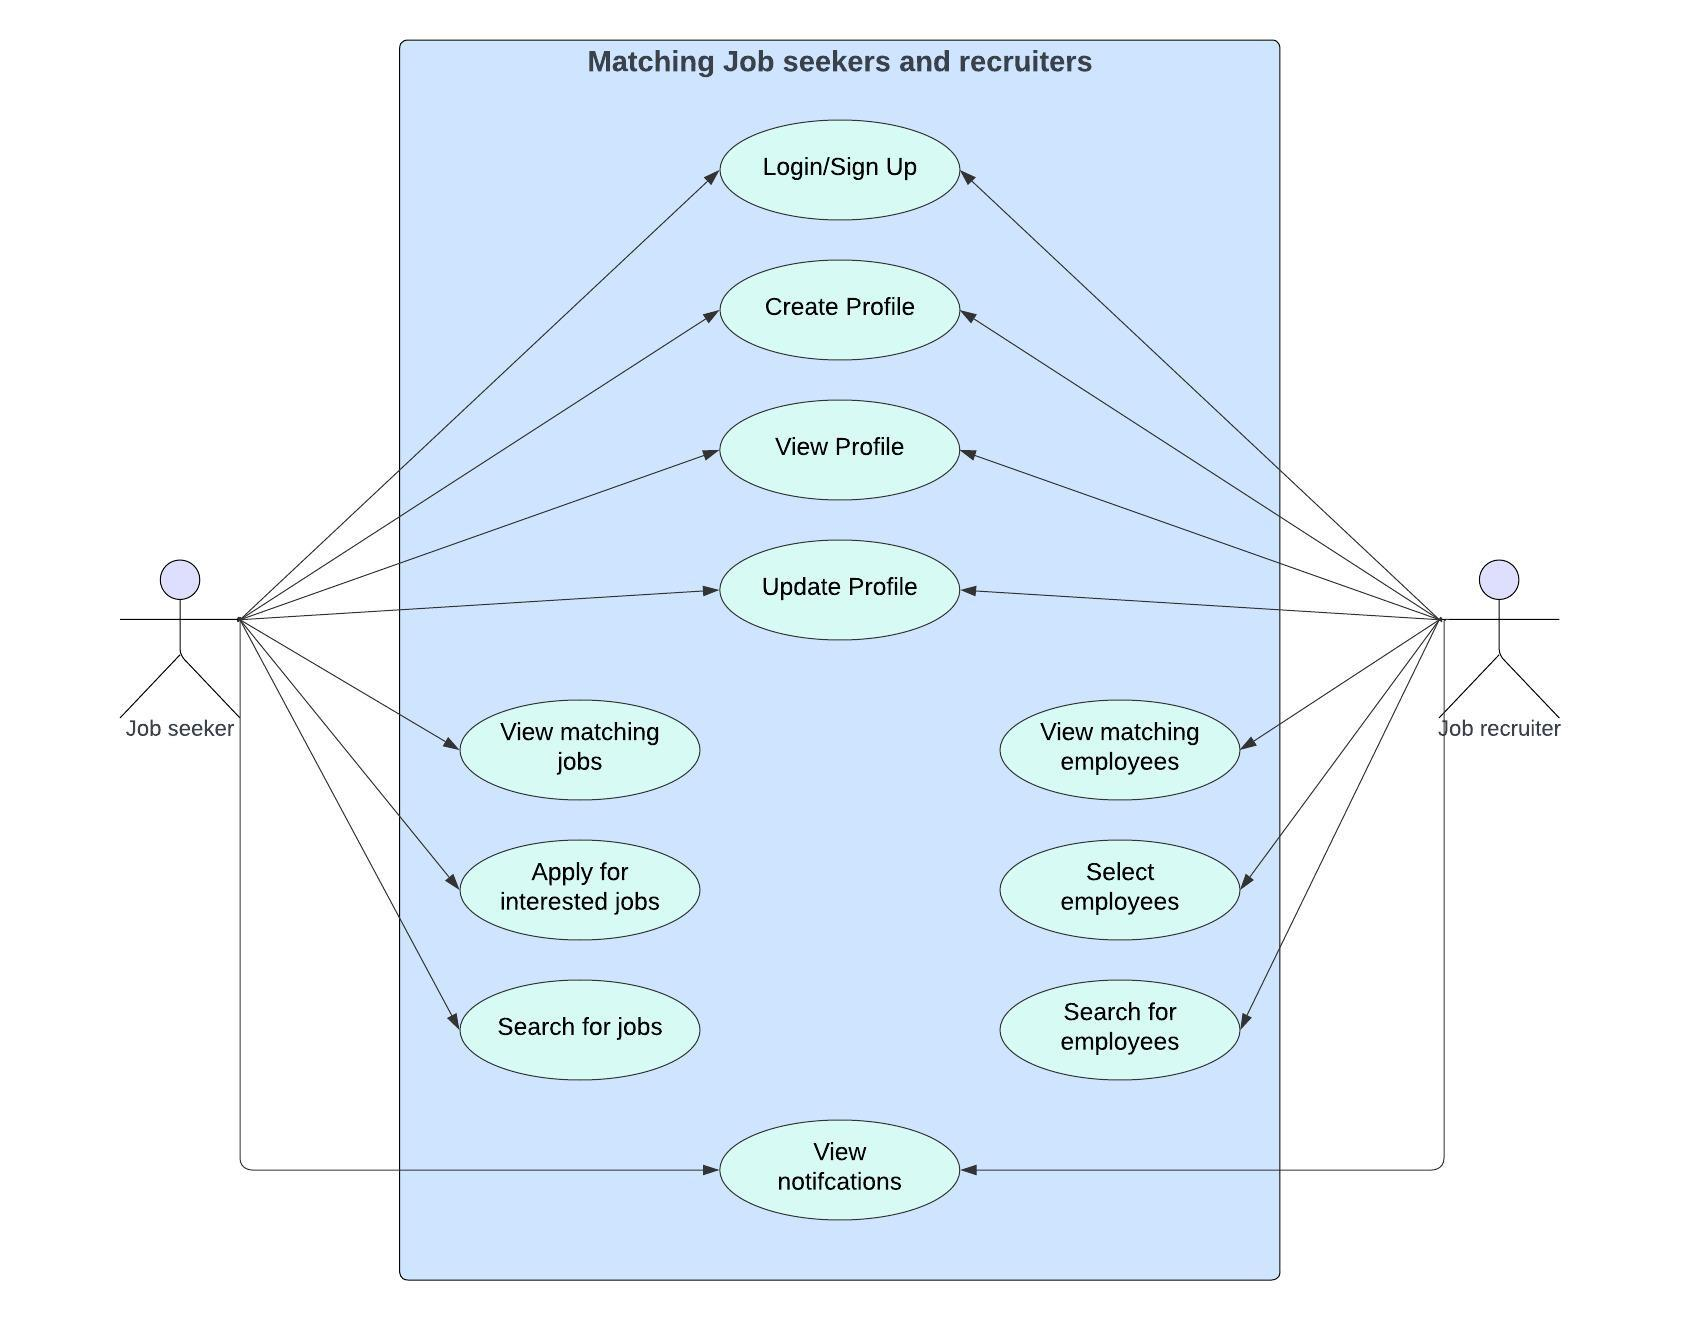 Matching Job seekers and recruiters
Login/Sign Up
Create Profile
View Profile
Update Profile
Job seeker
Job recruiter
View matching
jobs
View matching
employees
Apply for
interested jobs
Select
employees
Search for jobs
Search for
employees
View
notifcations